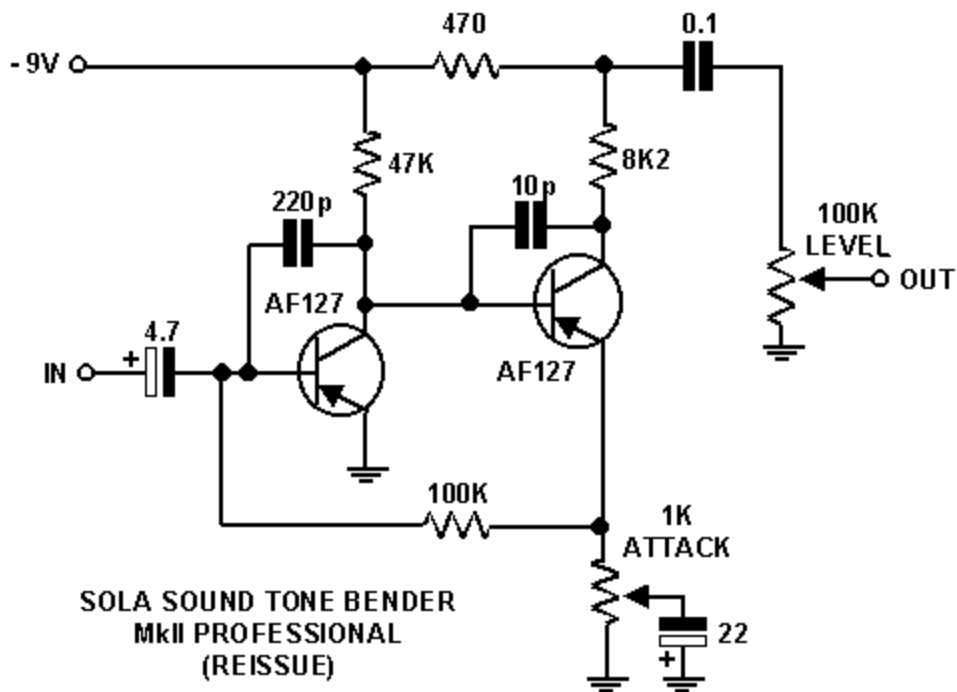 470
0.1
- 9V
47K
8K2
220p
10p
100K
LEVEL
OUT
AF127
4.7
+
IN
AF127
100K
1K
ATTACK
SOLA SOUND TONE BENDER
MkII PROFESSIONAL
(REISSUE)
22
+